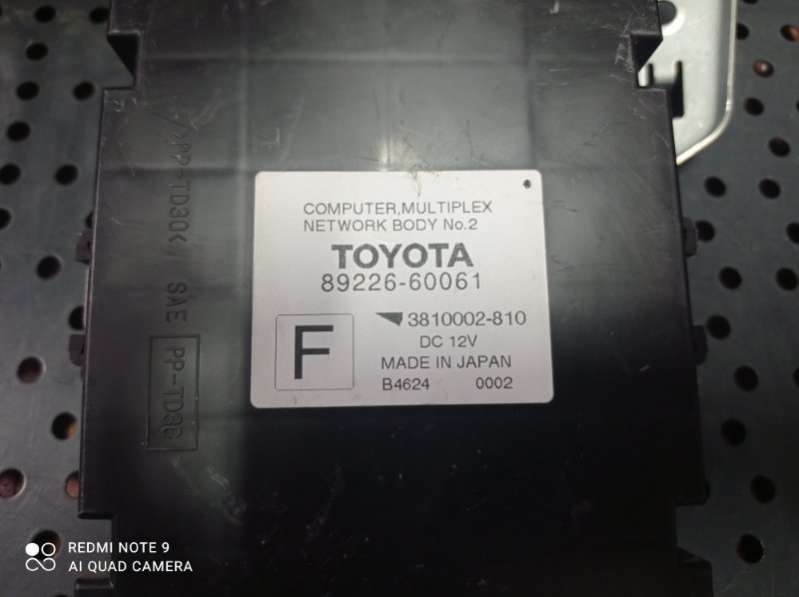 COMPUTER,MULTIPLEX
NETWORK BODY No.2
TOYOTA
89226-60061
F
3810002-810
DC 12V
MADE IN JAPAN
B4624 0002
>PP-TD30<
SAE
PP-TD30
REDMI NOTE 9
AI QUAD CAMERA